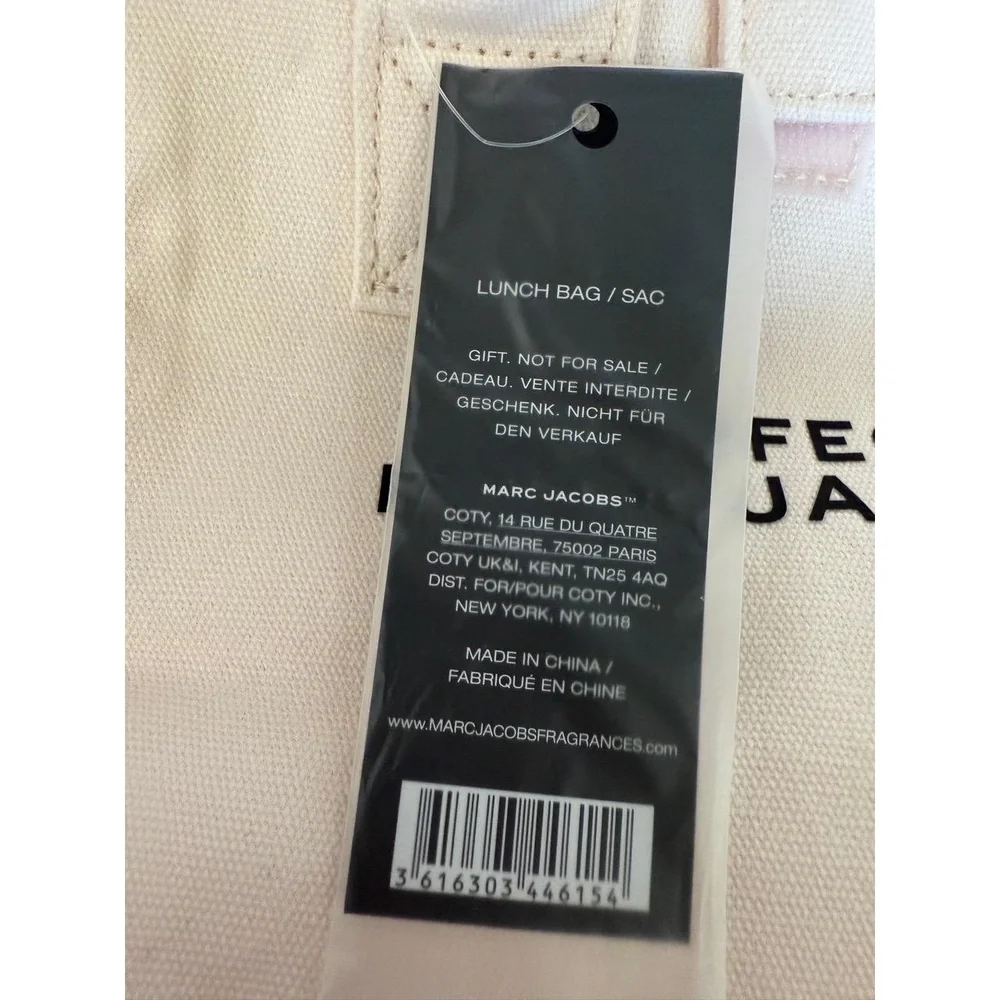 LUNCH BAG / SAC
GIFT. NOT FOR SALE /
CADEAU. VENTE INTERDITE /
GESCHENK. NICHT FÜR
DEN VERKAUF
MARC JACOBS™
COTY, 14 RUE DU QUATRE
SEPTEMBRE, 75002 PARIS
COTY UK&I, KENT, TN25 4AQ
DIST. FOR/POUR COTY INC.,
NEW YORK, NY 10118
MADE IN CHINA /
FABRIQUÉ EN CHINE
www.MARCJACOBSFRAGRANCES.com
3 616303 446154